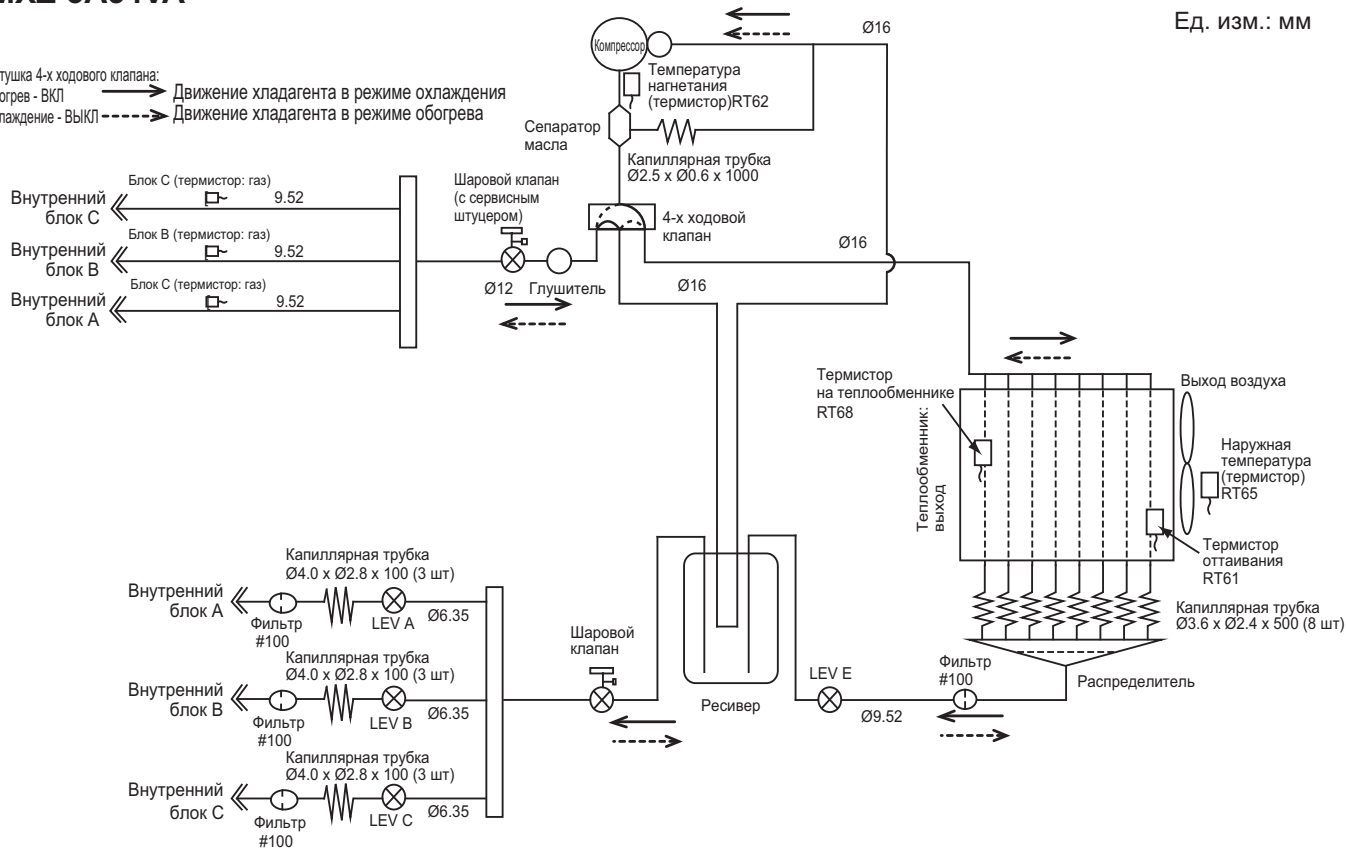 Ед. изм.: мм
Движение хладагента в режиме охлаждения
Движение хладагента в режиме обогрева
- ВКЛ
- ВЫКЛ
4-х ходового клапана:
Компрессор
Ø16
Температура
нагнетания
(термистор)RT62
Сепаратор
масла
Капиллярная трубка
Ø2.5 x Ø0.6 x 1000
4-х ходовой
клапан
Шаровой клапан
(с сервисным
штуцером)
Ø12
Глушитель
Ø16
Ø16
Внутренний
блок C
Блок C (термистор: газ)
9.52
Внутренний
блок B
Блок B (термистор: газ)
9.52
Внутренний
блок A
Блок C (термистор: газ)
9.52
Термистор
на теплообменнике
RT68
Теплообменник:
выход
Выход воздуха
Наружная
температура
(термистор)
RT65
Термистор
оттаивания
RT61
Капиллярная трубка
Ø3.6 x Ø2.4 x 500 (8 шт)
Распределитель
Фильтр
#100
Ø9.52
LEV E
Ресивер
Шаровой
клапан
Внутренний
блок A
Фильтр
#100
Капиллярная трубка
Ø4.0 x Ø2.8 x 100 (3 шт)
LEV A
Ø6.35
Внутренний
блок B
Фильтр
#100
Капиллярная трубка
Ø4.0 x Ø2.8 x 100 (3 шт)
LEV B
Ø6.35
Внутренний
блок C
Фильтр
#100
Капиллярная трубка
Ø4.0 x Ø2.8 x 100 (3 шт)
LEV C
Ø6.35